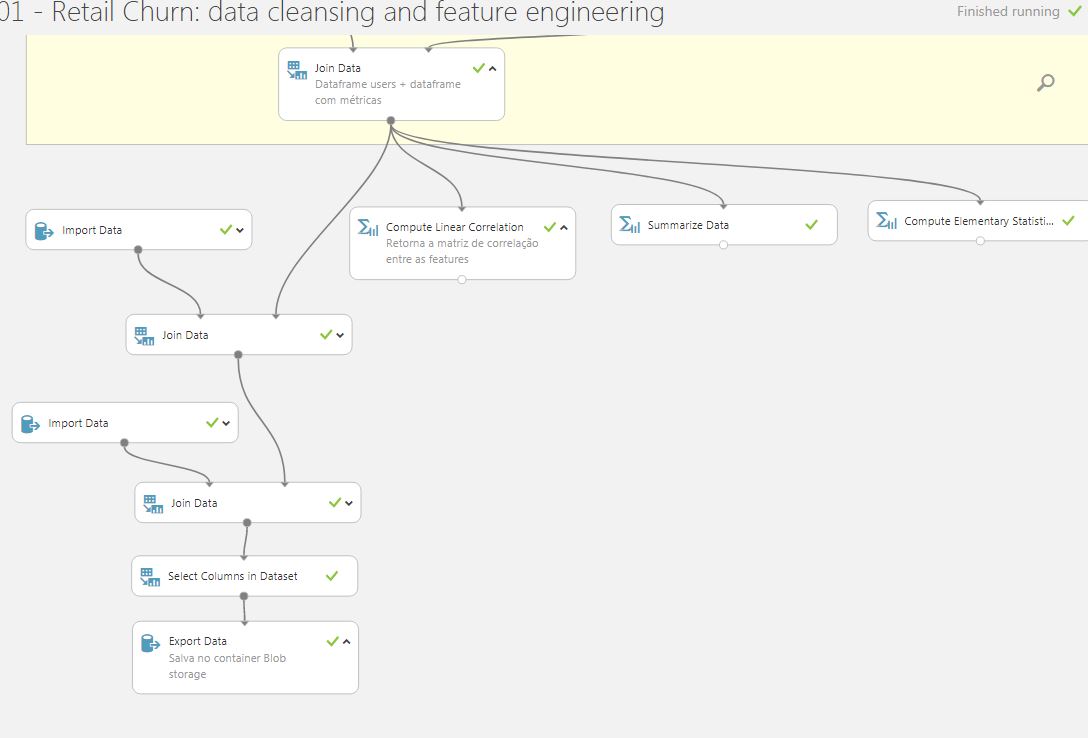 01 - Retail Churn: data cleansing and feature engineering
Finished running
Join Data
Dataframe users + dataframe
com métricas
Import Data
Compute Linear Correlation
Retorna a matriz de correlação
entre as features
Summarize Data
Compute Elementary Statisti...
Join Data
Import Data
Join Data
Select Columns in Dataset
Export Data
Salva no container Blob
storage